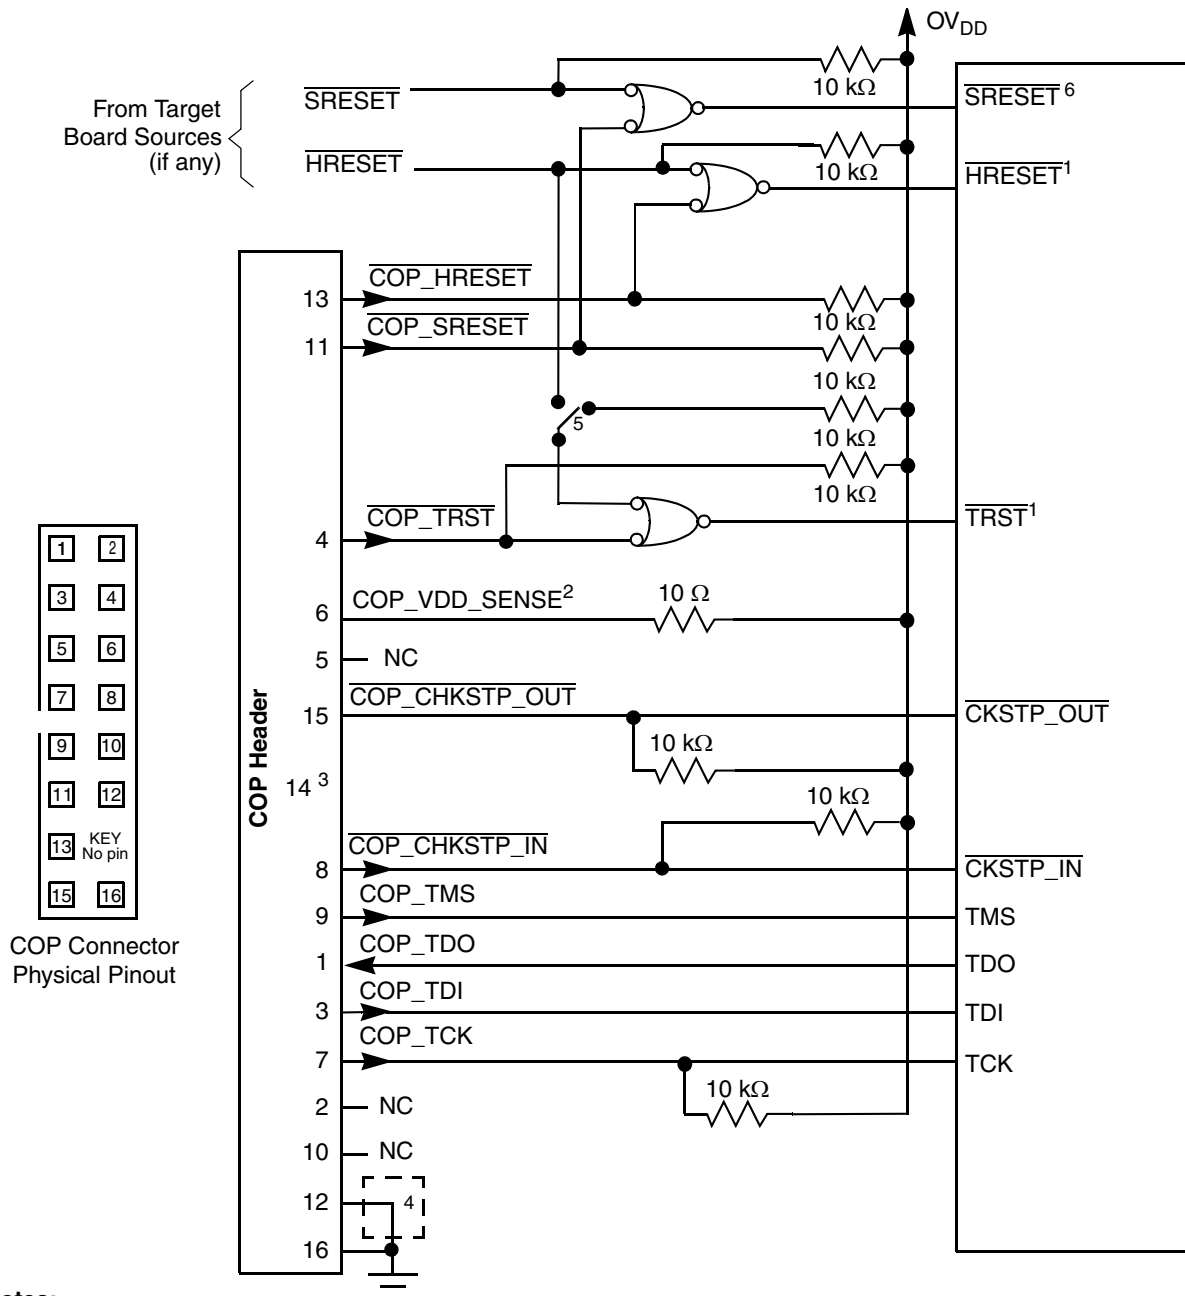 OVDD
10 kΩ
From Target
Board Sources
(if any)
SRESET
SRESET 6
HRESET
10 kΩ
HRESET1
13
COP_HRESET
10 kΩ
11
COP_SRESET
10 kΩ
5
10 kΩ
10 kΩ
4
COP_TRST
TRST1
6
COP_VDD_SENSE2
10 Ω
5
NC
15
COP_CHKSTP_OUT
CKSTP_OUT
10 kΩ
COP Header
14 3
10 kΩ
8
COP_CHKSTP_IN
CKSTP_IN
9
COP_TMS
TMS
1
COP_TDO
TDO
3
COP_TDI
TDI
7
COP_TCK
TCK
10 kΩ
2
NC
10
NC
12
4
16
1 2
3 4
5 6
7 8
9 10
11 12
13 KEY
No pin
15 16
COP Connector
Physical Pinout